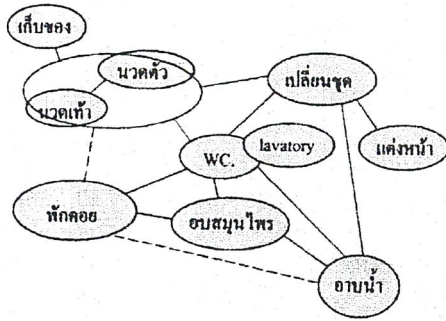 เก็บของ
นวดตัว
เปลี่ยนชุด
นวดเท้า
แต่งหน้า
WC.
lavatory
พักคอย
อบสมุนไพร
อาบน้ำ